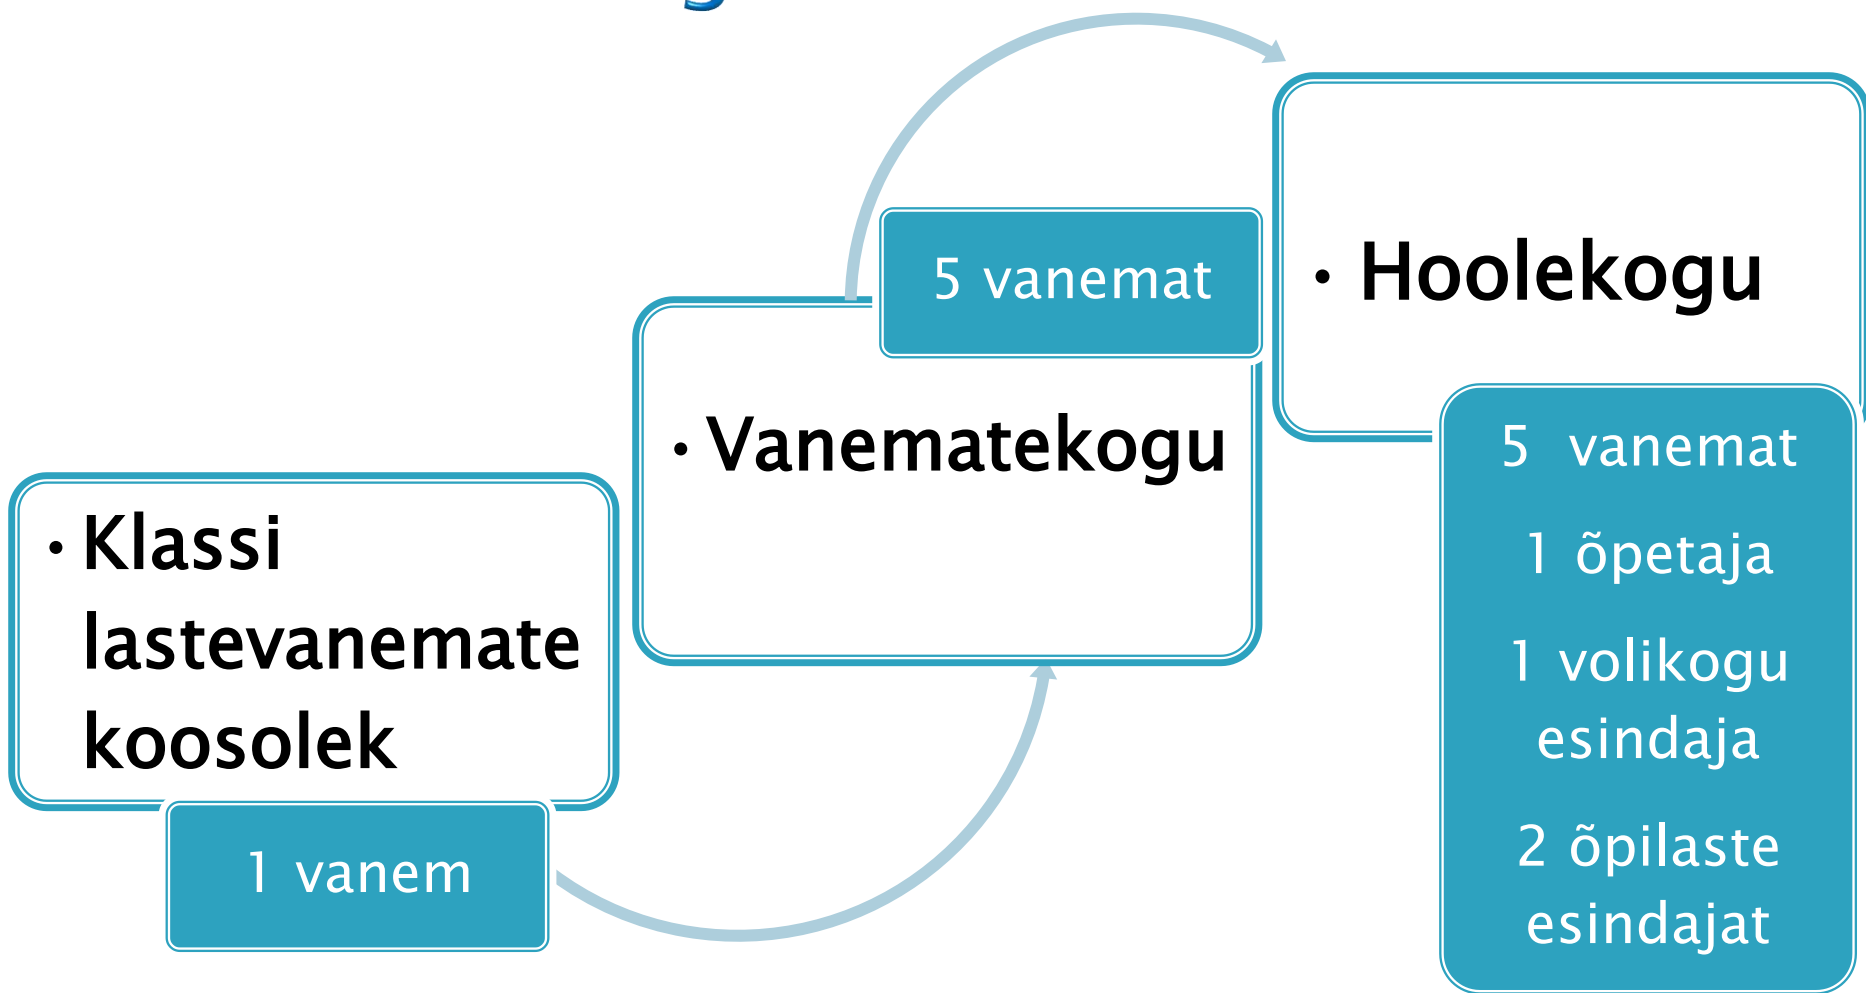 • Klassi
lastevanemate
koosolek
1 vanem
• Vanematekogu
5 vanemat
• Hoolekogu
5 vanemat
1 õpetaja
1 volikogu
esindaja
2 õpilaste
esindajat